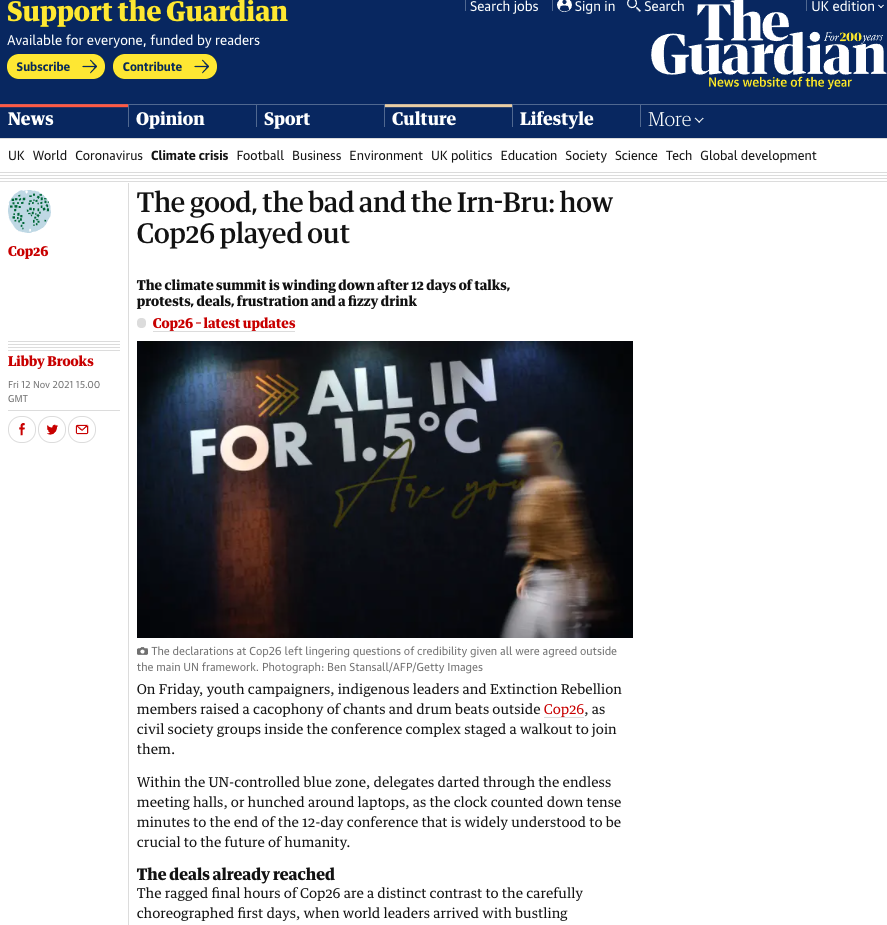 Support the Guardian
Available for everyone, funded by readers
Subscribe
Contribute
Search jobs
Sign in
Search
UK edition
The Guardian
For 200 years
News website of the year
News
Opinion
Sport
Culture
Lifestyle
More
UK World Coronavirus Climate crisis Football Business Environment UK politics Education Society Science Tech Global development
Cop26
The good, the bad and the Irn-Bru: how
Cop26 played out
The climate summit is winding down after 12 days of talks,
protests, deals, frustration and a fizzy drink
Cop26 – latest updates
Libby Brooks
Fri 12 Nov 2021 15.00
GMT
ALL IN
FOR 1.5°C
Are you
The declarations at Cop26 left lingering questions of credibility given all were agreed outside
the main UN framework. Photograph: Ben Stansall/AFP/Getty Images
On Friday, youth campaigners, indigenous leaders and Extinction Rebellion
members raised a cacophony of chants and drum beats outside Cop26, as
civil society groups inside the conference complex staged a walkout to join
them.
Within the UN-controlled blue zone, delegates darted through the endless
meeting halls, or hunched around laptops, as the clock counted down tense
minutes to the end of the 12-day conference that is widely understood to be
crucial to the future of humanity.
The deals already reached
The ragged final hours of Cop26 are a distinct contrast to the carefully
choreographed first days, when world leaders arrived with bustling